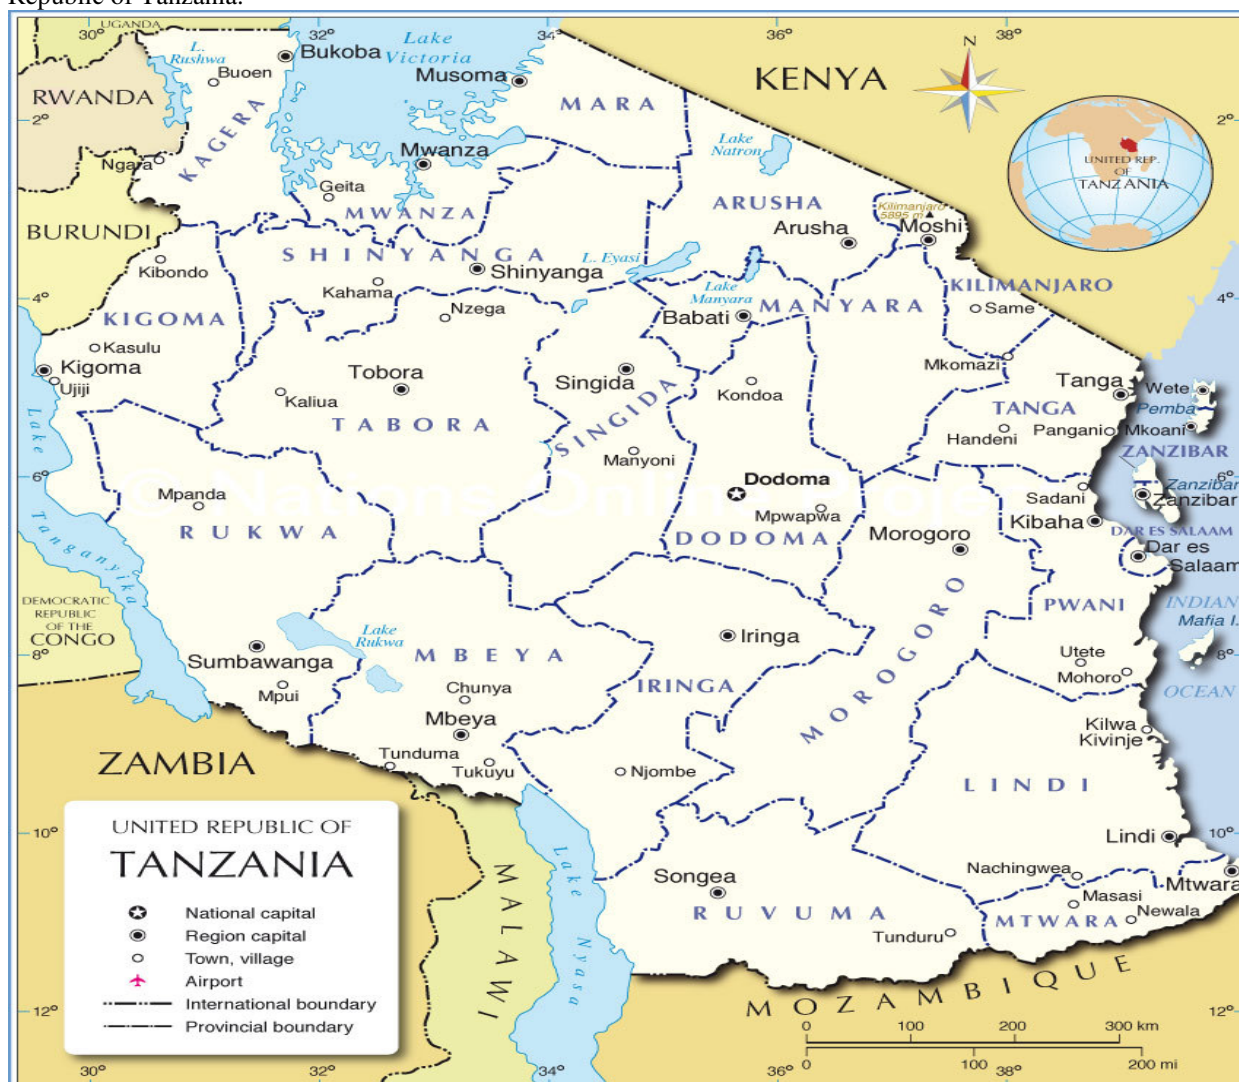 Republic of Tanzania.
30° 32° 34° 36° 38°
UGANDA
L.
Rushwa
Bukoba
Lake
Victoria
Buoen
Musoma
KENYA
N
RWANDA
MARA
2° 2°
KAGERA
Lake
Natron
UNITED REP.
OF
TANZANIA
Ngara
Mwanza
Geita
MWANZA
ARUSHA
Kilimanjaro
5895 m
Arusha
Moshi
BURUNDI
SHINYANGA
Kibondo
L. Eyasi
Shinyanga
Kahama
Lake
Manyara
KILIMANJARO
4° 4°
Nzega
MANYARA
Same
KIGOMA
Babati
Kasulu
Kigoma
Ujiji
Tobora
Singida
Mkomazi
Kaliua
Kondoa
Tanga
Wete
Pemba
TABORA
SINGIDA
TANGA
Handeni
Pangani
Mkoani
Manyoni
ZANZIBAR
6° 6°
© Nations Online Project
Mpanda
Dodoma
Sadani
Zanzibar
Zanzibar
RUKWA
Mpwapwa
Kibaha
DODOMA
Morogoro
DAR ES SALAAM
Dar es
Salaam
Lake Tanganyika
DEMOCRATIC
REPUBLIC
OF THE
CONGO
PWANI
INDIAN
Mafia I.
Lake
Rukwa
Iringa
MOROGORO
8° 8°
Sumbawanga
MBEYA
Utete
Mohoro
Mpui
Chunya
IRINGA
OCEAN
Mbeya
Kilwa
Kivinje
ZAMBIA
Tunduma
Tukuyu
Njombe
LINDI
10° 10°
Lindi
UNITED REPUBLIC OF
TANZANIA
National capital
Region capital
Town, village
Airport
International boundary
Provincial boundary
MALAWI
Lake Nyasa
Songea
Nachingwea
Mtwara
Masasi
RUVUMA
MTWARA
Newala
Tunduru
MOZAMBIQUE
12° 12°
0 100 200 300 km
0 100 200 mi
30° 32° 34° 36° 38°